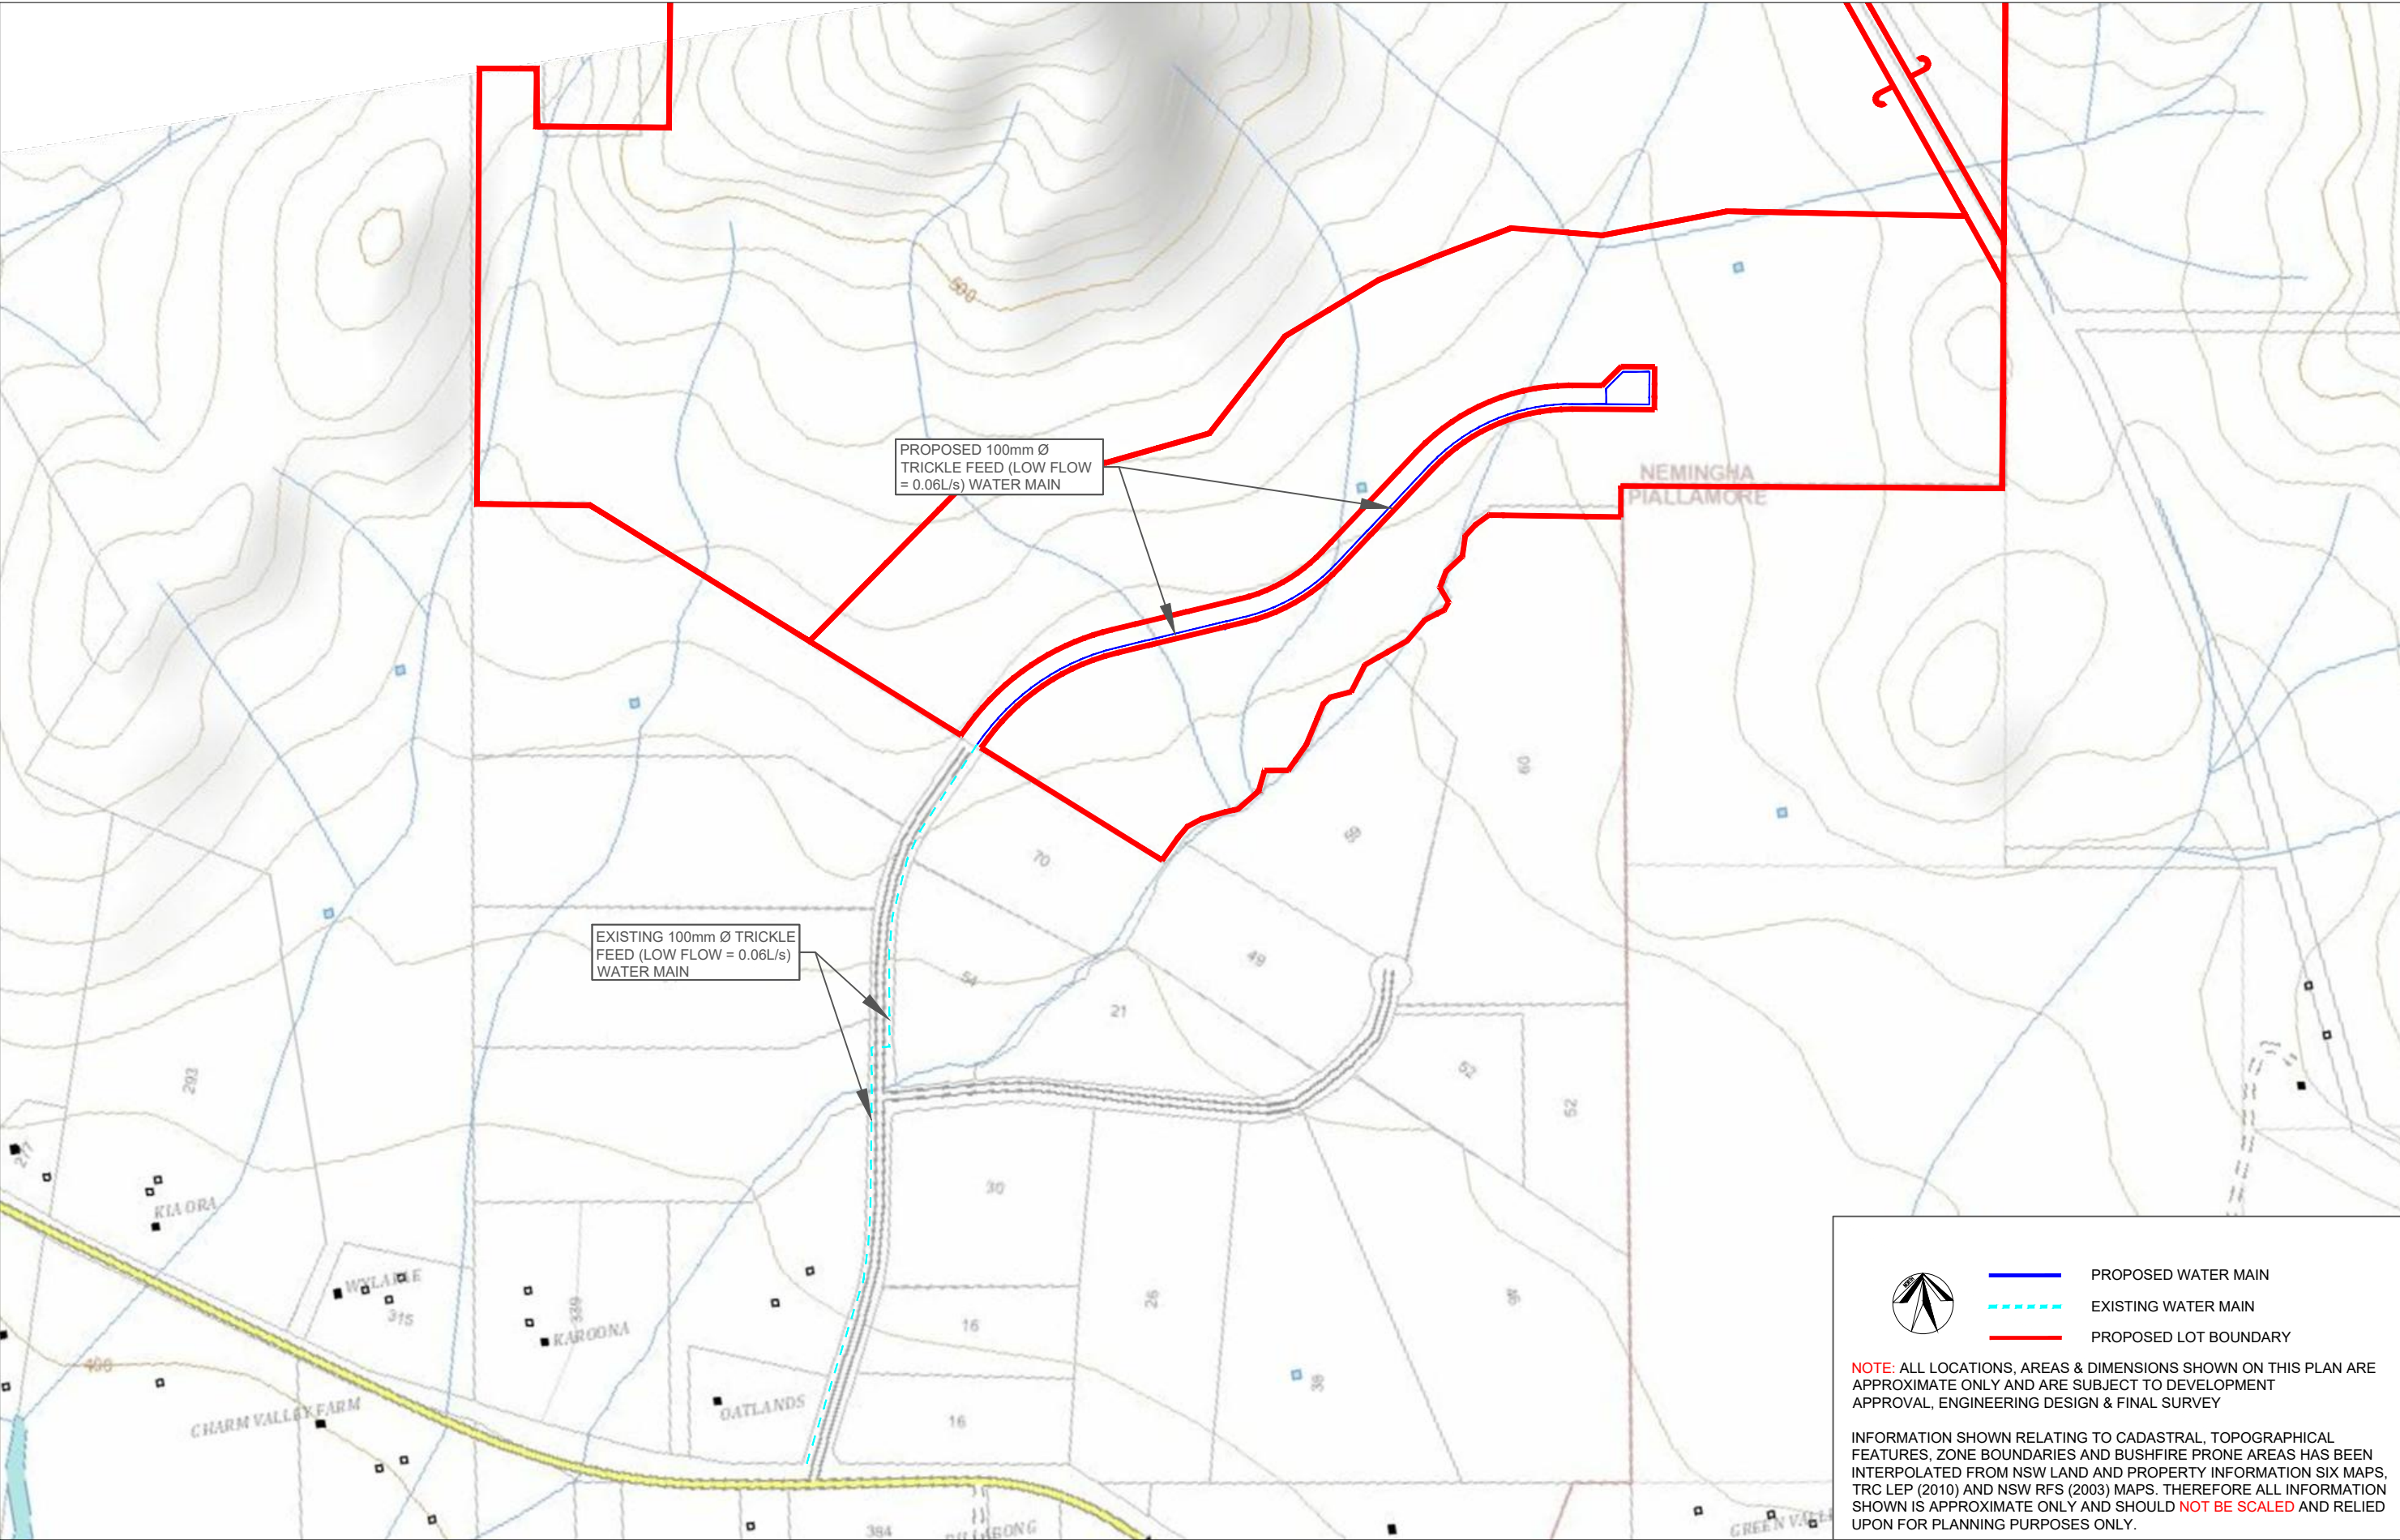 500
PROPOSED 100mm Ø
TRICKLE FEED (LOW FLOW
= 0.06L/s) WATER MAIN
NEMINGHA
PIALLAMORE
60
59
70
EXISTING 100mm Ø TRICKLE
FEED (LOW FLOW = 0.06L/s)
WATER MAIN
54
49
21
52
52
293
277
KIA ORA
30
315
339
KAROONA
16
26
38
400
OATLANDS
CHARM VALLEY FARM
16
384
PROPOSED WATER MAIN
EXISTING WATER MAIN
PROPOSED LOT BOUNDARY
NOTE: ALL LOCATIONS, AREAS & DIMENSIONS SHOWN ON THIS PLAN ARE
APPROXIMATE ONLY AND ARE SUBJECT TO DEVELOPMENT
APPROVAL, ENGINEERING DESIGN & FINAL SURVEY
INFORMATION SHOWN RELATING TO CADASTRAL, TOPOGRAPHICAL
FEATURES, ZONE BOUNDARIES AND BUSHFIRE PRONE AREAS HAS BEEN
INTERPOLATED FROM NSW LAND AND PROPERTY INFORMATION SIX MAPS,
TRC LEP (2010) AND NSW RFS (2003) MAPS. THEREFORE ALL INFORMATION
SHOWN IS APPROXIMATE ONLY AND SHOULD NOT BE SCALED AND RELIED
UPON FOR PLANNING PURPOSES ONLY.